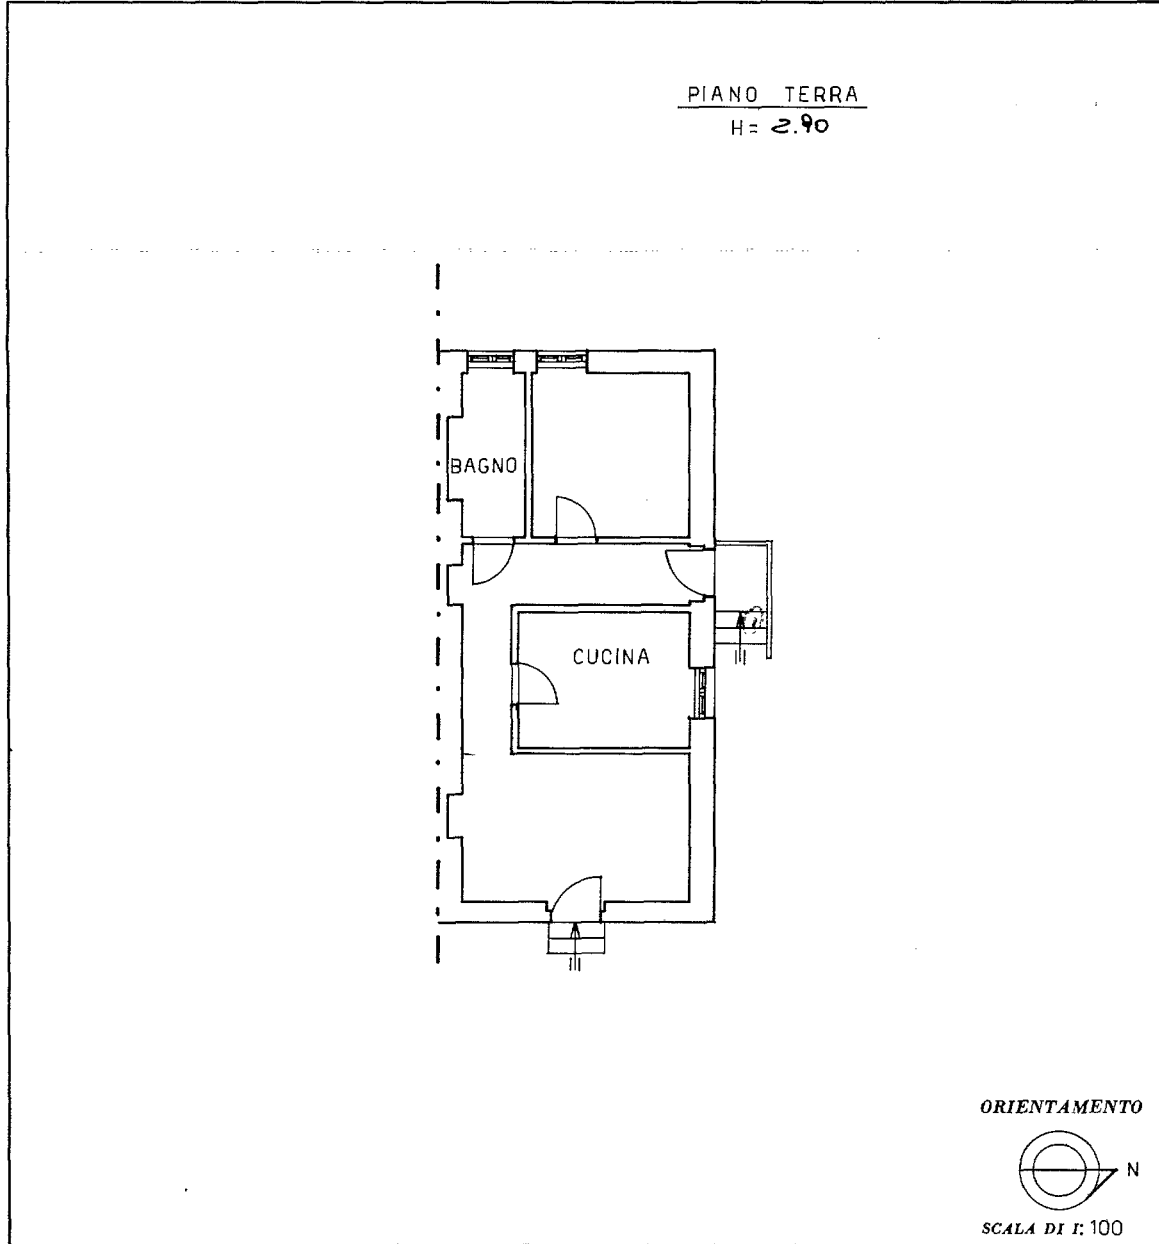 PIANO TERRA
H= 2.90
BAGNO
CUCINA
ORIENTAMENTO
N
SCALA DI 1: 100